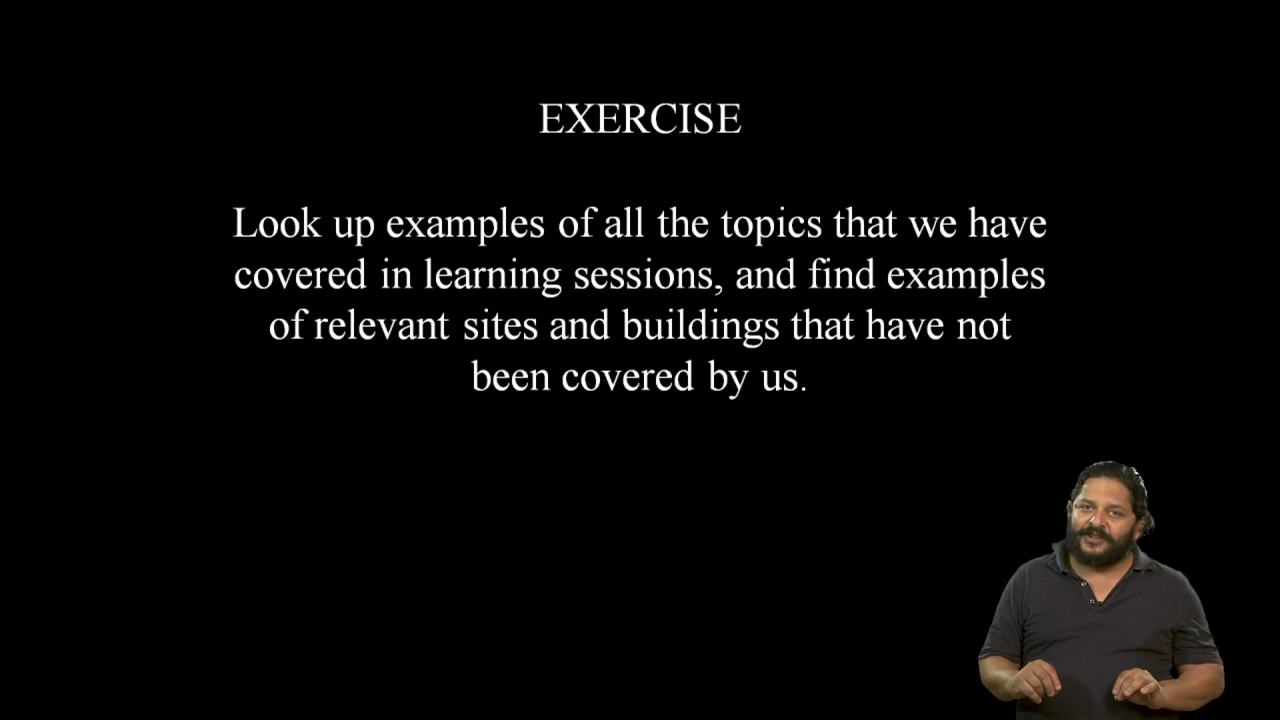 EXERCISE
Look up examples of all the topics that we have
covered in learning sessions, and find examples
of relevant sites and buildings that have not
been covered by us.